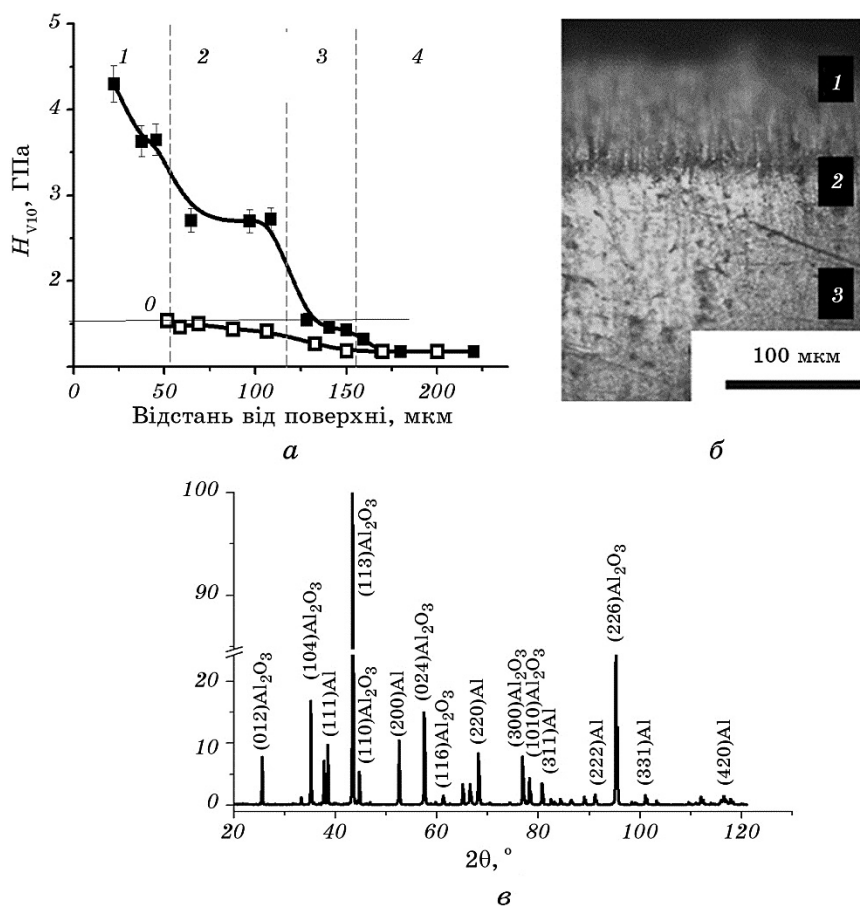 5
4
3
2
1
2
3
4
0
H_V10, ГПа
0 50 100 150 200
Відстань від поверхні, мкм
а
1
2
3
100 мкм
б
100
90
20
10
0
(012)Al₂O₃
(104)Al₂O₃
(111)Al
(113)Al₂O₃
(110)Al₂O₃
(200)Al
(024)Al₂O₃
(116)Al₂O₃
(220)Al
(300)Al₂O₃
(1010)Al₂O₃
(311)Al
(222)Al
(226)Al₂O₃
(331)Al
(420)Al
20 40 60 80 100 120
2θ, °
в